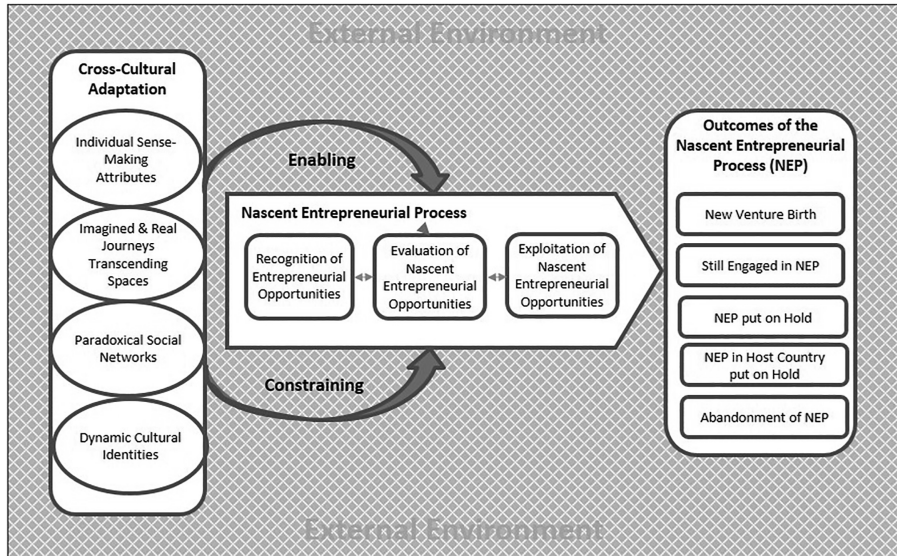 External Environment
Cross-Cultural
Adaptation
Individual Sense-
Making
Attributes
Imagined & Real
Journeys
Transcending
Spaces
Paradoxical Social
Networks
Dynamic Cultural
Identities
Enabling
Constraining
Nascent Entrepreneurial Process
Recognition of
Entrepreneurial
Opportunities
Evaluation of
Nascent
Entrepreneurial
Opportunities
Exploitation of
Nascent
Entrepreneurial
Opportunities
Outcomes of the
Nascent Entrepreneurial
Process (NEP)
New Venture Birth
Still Engaged in NEP
NEP put on Hold
NEP in Host Country
put on Hold
Abandonment of NEP
External Environment